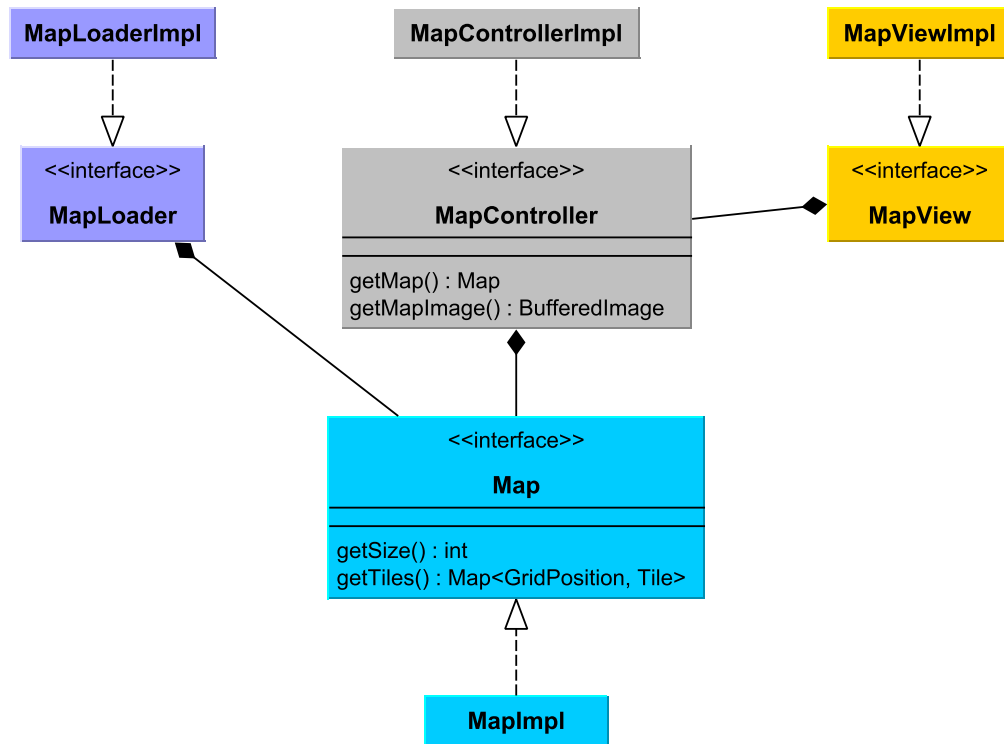 MapLoaderImpl
MapControllerImpl
MapViewImpl
<<interface>>
MapLoader
<<interface>>
MapController
getMap() : Map
getMapImage() : BufferedImage
<<interface>>
MapView
<<interface>>
Map
getSize() : int
getTiles() : Map<GridPosition, Tile>
MapImpl